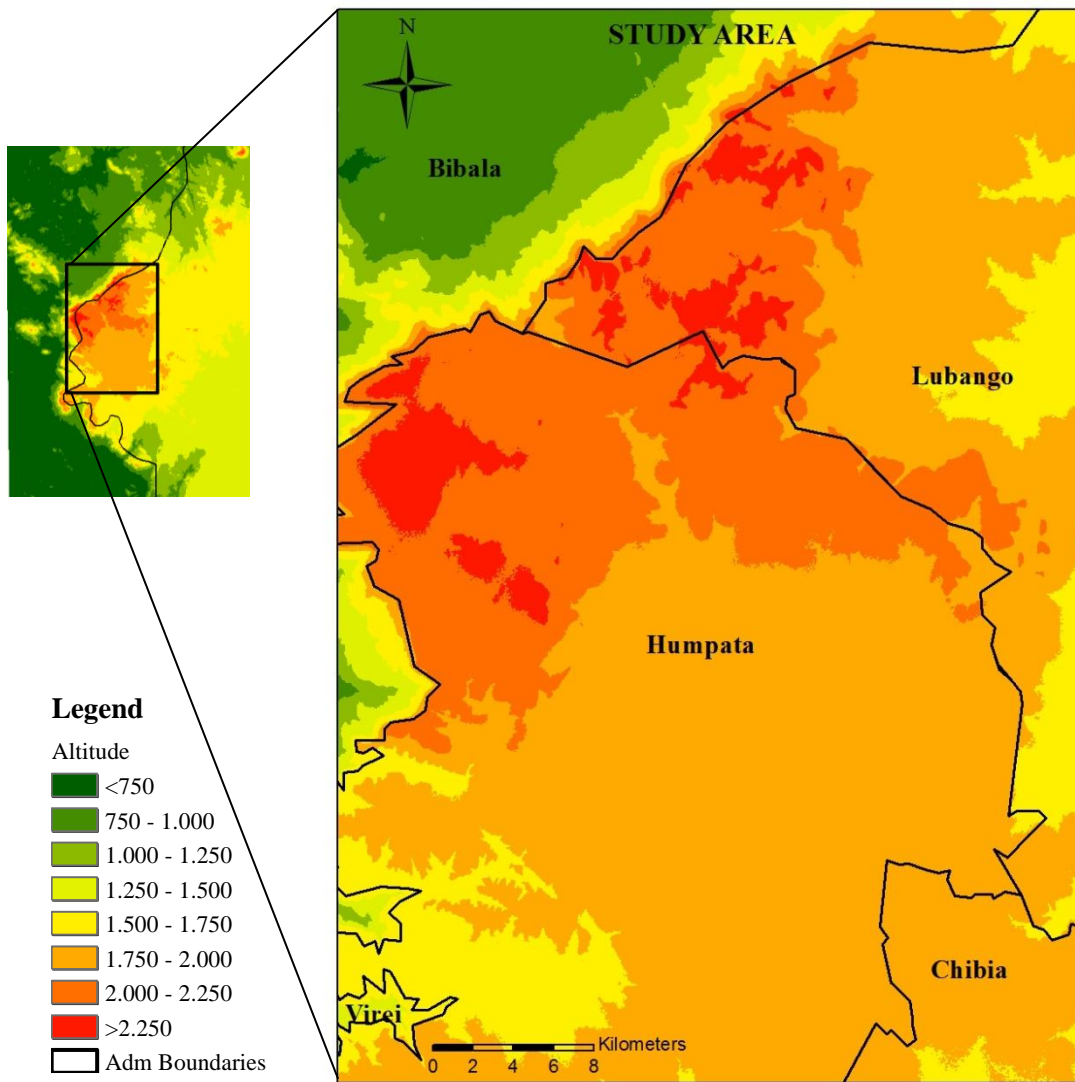 STUDY AREA
N
Bibala
Lubango
Humpata
Chibia
Virei
Kilometers
0 2 4 6 8
Legend
Altitude
<750
750 - 1.000
1.000 - 1.250
1.250 - 1.500
1.500 - 1.750
1.750 - 2.000
2.000 - 2.250
>2.250
Adm Boundaries